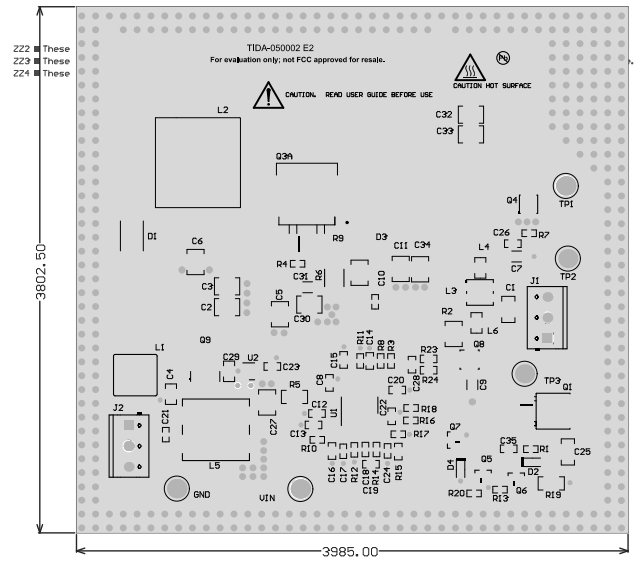 TIDA-050002 E2
For evaluation only; not FCC approved for resale.
ZZ2 These
ZZ3 These
ZZ4 These
CAUTION. READ USER GUIDE BEFORE USE
Pb
CAUTION HOT SURFACE
L2
C32
C33
Q3A
Q4
TP1
D1
C6
R9
D3
R4
C31
R6
C10
C11
C34
C26
R7
C7
L4
TP2
C3
C2
C5
C30
L3
C1
J1
R2
L6
Q9
Q8
L1
C4
C29
U2
C23
C15
R11
C14
R8
R3
R23
R24
C28
C9
TP3
J2
C21
L5
C27
R5
C8
C12
C13
R10
U1
C20
C22
R18
R16
R17
Q7
Q1
C16
C17
R12
C18
R14
C19
C24
R15
D4
Q5
C35
R1
D2
C25
R20
R13
Q6
R19
GND
VIN
3802.50
3985.00